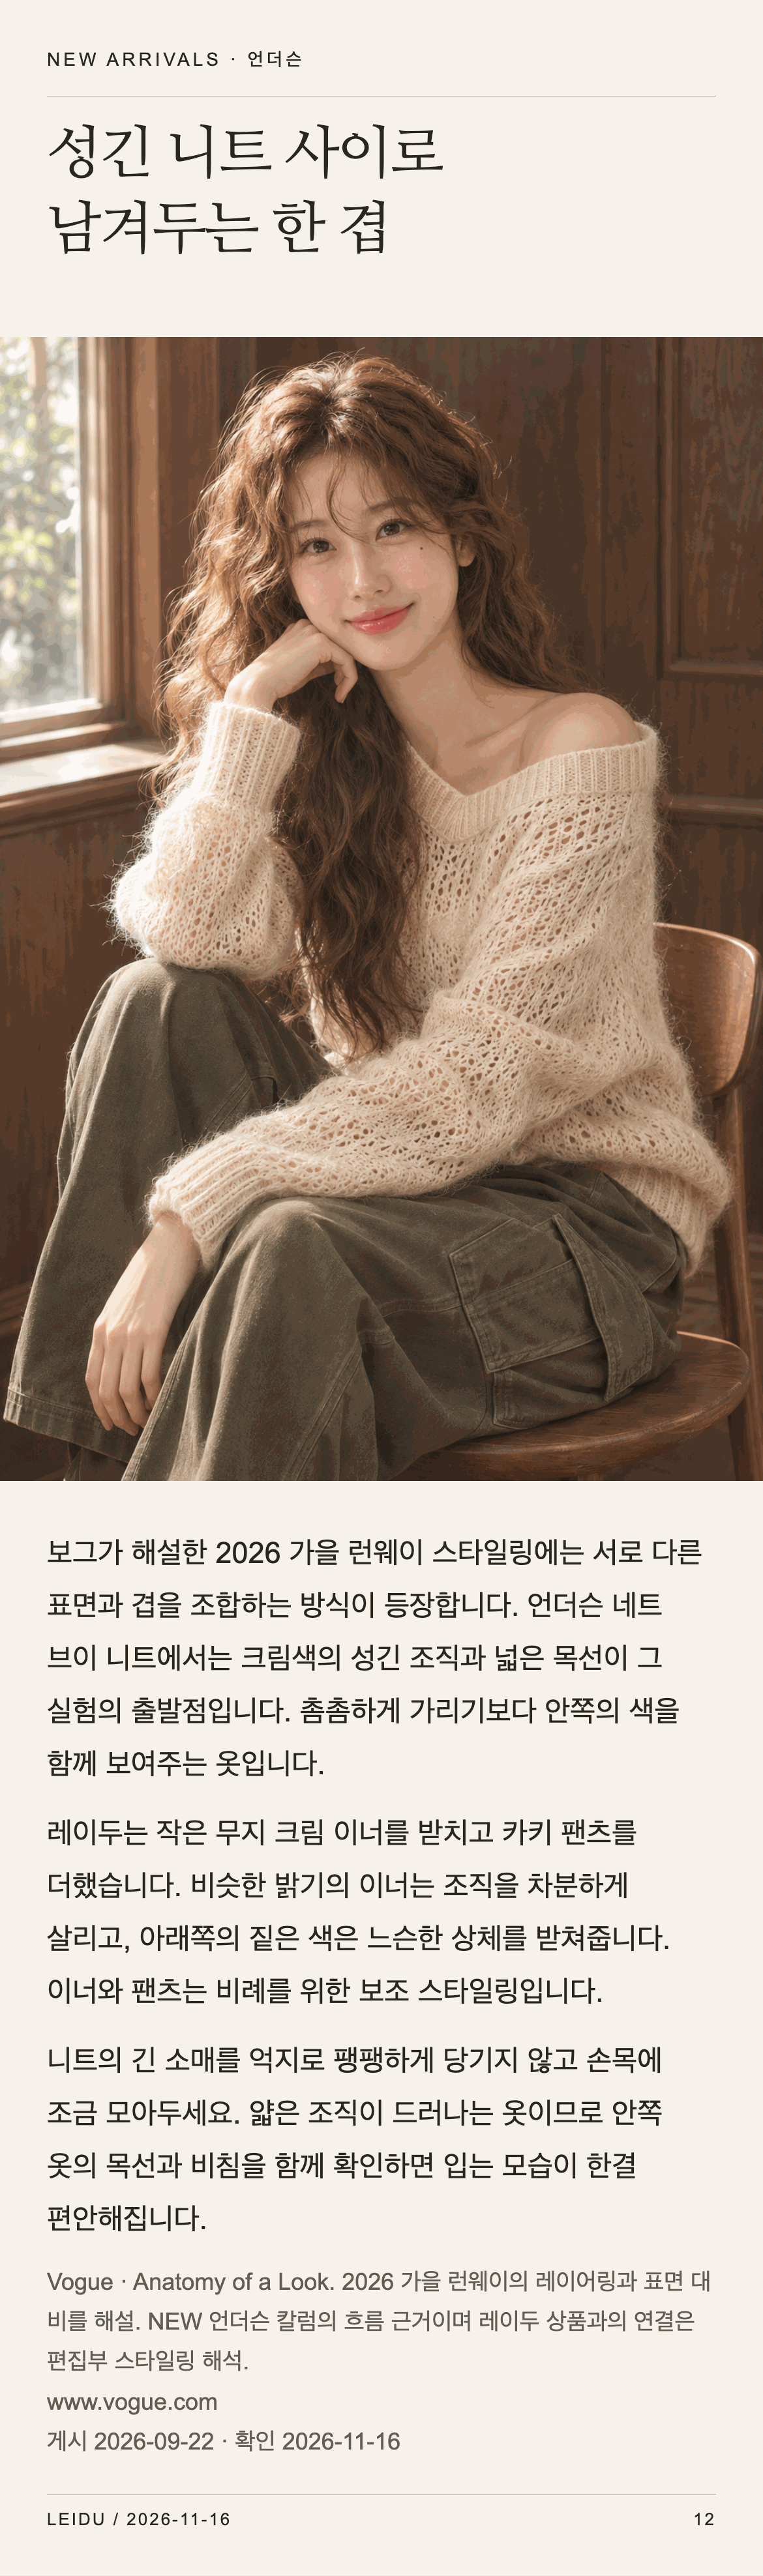 NEW ARRIVALS · 언더슨
성긴 니트 사이로
남겨두는 한 겹
보그가 해설한 2026 가을 런웨이 스타일링에는 서로 다른
표면과 겹을 조합하는 방식이 등장합니다. 언더슨 네트
브이 니트에서는 크림색의 성긴 조직과 넓은 목선이 그
실험의 출발점입니다. 촘촘하게 가리기보다 안쪽의 색을
함께 보여주는 옷입니다.
레이두는 작은 무지 크림 이너를 받치고 카키 팬츠를
더했습니다. 비슷한 밝기의 이너는 조직을 차분하게
살리고, 아래쪽의 짙은 색은 느슨한 상체를 받쳐줍니다.
이너와 팬츠는 비례를 위한 보조 스타일링입니다.
니트의 긴 소매를 억지로 팽팽하게 당기지 않고 손목에
조금 모아두세요. 얇은 조직이 드러나는 옷이므로 안쪽
옷의 목선과 비침을 함께 확인하면 입는 모습이 한결
편안해집니다.
Vogue · Anatomy of a Look. 2026 가을 런웨이의 레이어링과 표면 대
비를 해설. NEW 언더슨 칼럼의 흐름 근거이며 레이두 상품과의 연결은
편집부 스타일링 해석.
www.vogue.com
게시 2026-09-22 · 확인 2026-11-16
LEIDU / 2026-11-16
12